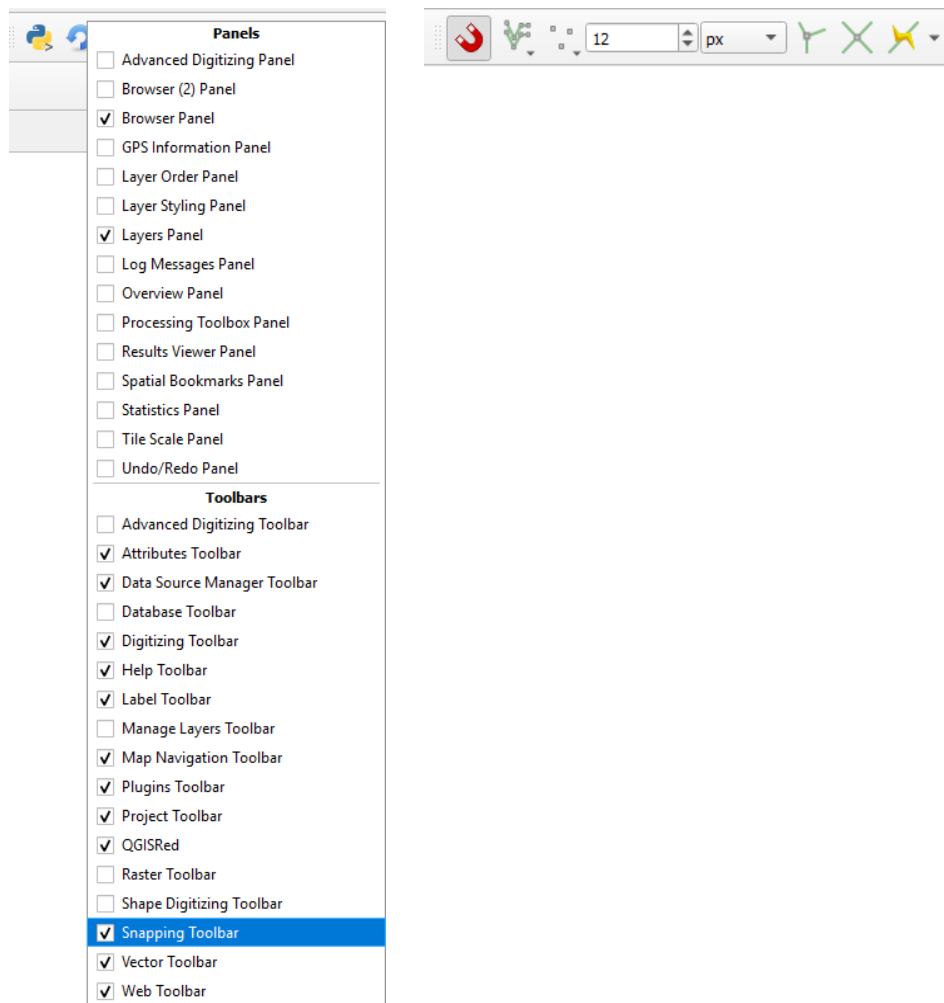 Panels
Advanced Digitizing Panel
Browser (2) Panel
Browser Panel
GPS Information Panel
Layer Order Panel
Layer Styling Panel
Layers Panel
Log Messages Panel
Overview Panel
Processing Toolbox Panel
Results Viewer Panel
Spatial Bookmarks Panel
Statistics Panel
Tile Scale Panel
Undo/Redo Panel
Toolbars
Advanced Digitizing Toolbar
Attributes Toolbar
Data Source Manager Toolbar
Database Toolbar
Digitizing Toolbar
Help Toolbar
Label Toolbar
Manage Layers Toolbar
Map Navigation Toolbar
Plugins Toolbar
Project Toolbar
QGISRed
Raster Toolbar
Shape Digitizing Toolbar
Snapping Toolbar
Vector Toolbar
Web Toolbar
12 px